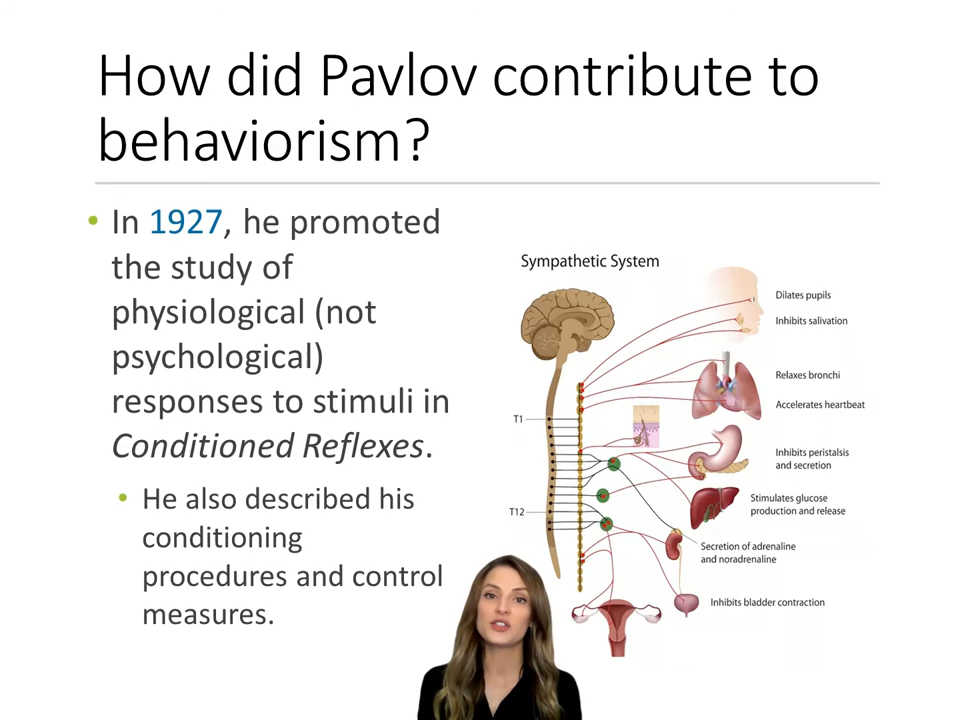 How did Pavlov contribute to
behaviorism?
• In 1927, he promoted
the study of
physiological (not
psychological)
responses to stimuli in
Conditioned Reflexes.
• He also described his
conditioning
procedures and control
measures.
Sympathetic System
Dilates pupils
Inhibits salivation
Relaxes bronchi
Accelerates heartbeat
T1
Inhibits peristalsis
and secretion
Stimulates glucose
production and release
T12
Secretion of adrenaline
and noradrenaline
Inhibits bladder contraction